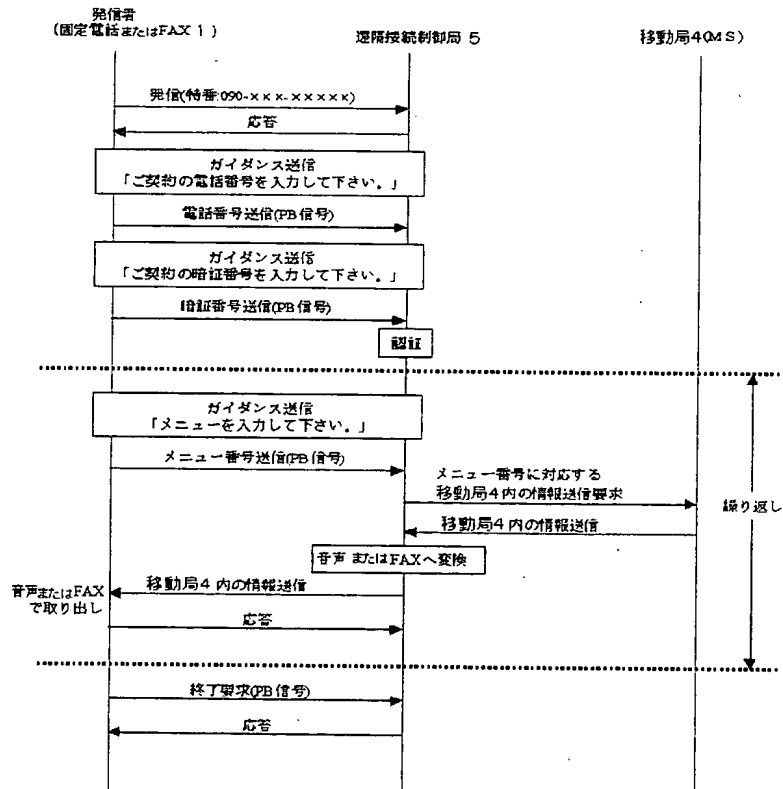 発信者
(固定電話またはFAX 1)
遠隔接続制御局 5
移動局4(MS)
発信(特番:090-×××-×××××)
応答
ガイダンス送信
「ご契約の電話番号を入力して下さい。」
電話番号送信(PB信号)
ガイダンス送信
「ご契約の暗証番号を入力して下さい。」
暗証番号送信(PB信号)
認証
ガイダンス送信
「メニューを入力して下さい。」
メニュー番号送信(PB信号)
メニュー番号に対応する
移動局4内の情報送信要求
繰り返し
移動局4内の情報送信
音声 またはFAXへ変換
移動局4 内の情報送信
音声またはFAX
で取り出し
応答
終了要求(PB信号)
応答